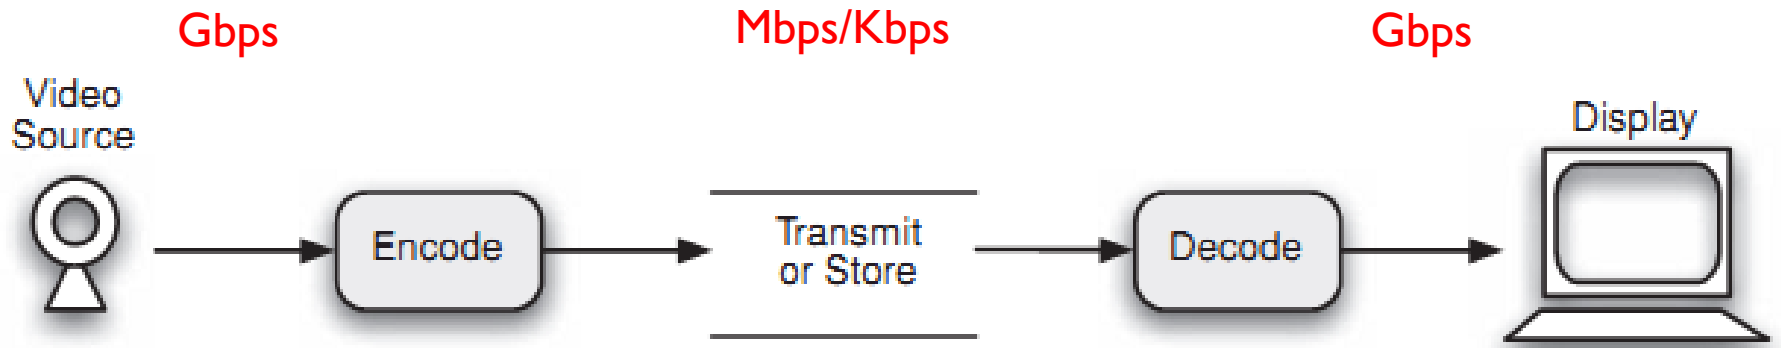 Gbps
Mbps/Kbps
Gbps
Video
Source
Encode
Transmit
or Store
Decode
Display